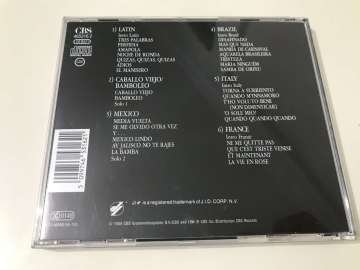 CBS
1) LATIN
Intro Latin
TRES PALABRAS
PERFIDIA
AMAPOLA
NOCHE DE RONDA
QUIZAS, QUIZAS, QUIZAS
ADIOS
EL MANISERO
2) CABALLO VIEJO/
BAMBOLEO
CABALLO VIEJO/
BAMBOLEO
Solo 1
3) MEXICO
MEDIA VUELTA
SE ME OLVIDO OTRA VEZ
Y...
MEXICO LINDO
AY JALISCO NO TE RAJES
LA BAMBA
Solo 2
4) BRAZIL
Intro Brazil
DESAFINADO
MAS QUE NADA
MANHA DE CARNAVAL
AQUARELA BRASILEIRA
TRISTEZA
MARIA NINGUEM
SAMBA DE ORFEU
5) ITALY
Intro Italy
TORNA A SURRIENTO
QUANDO M'INNAMORO
T'HO VOLUTO BENE
(NON DIMENTICAR)
'O SOLE MIO!
QUANDO QUANDO QUANDO
6) FRANCE
Intro France
NE ME QUITTE PAS
QUE C'EST TRISTE VENISE
ET MAINTENANT
LA VIE EN ROSE
is a registered trademark of J.I.D. CORP. N.V.